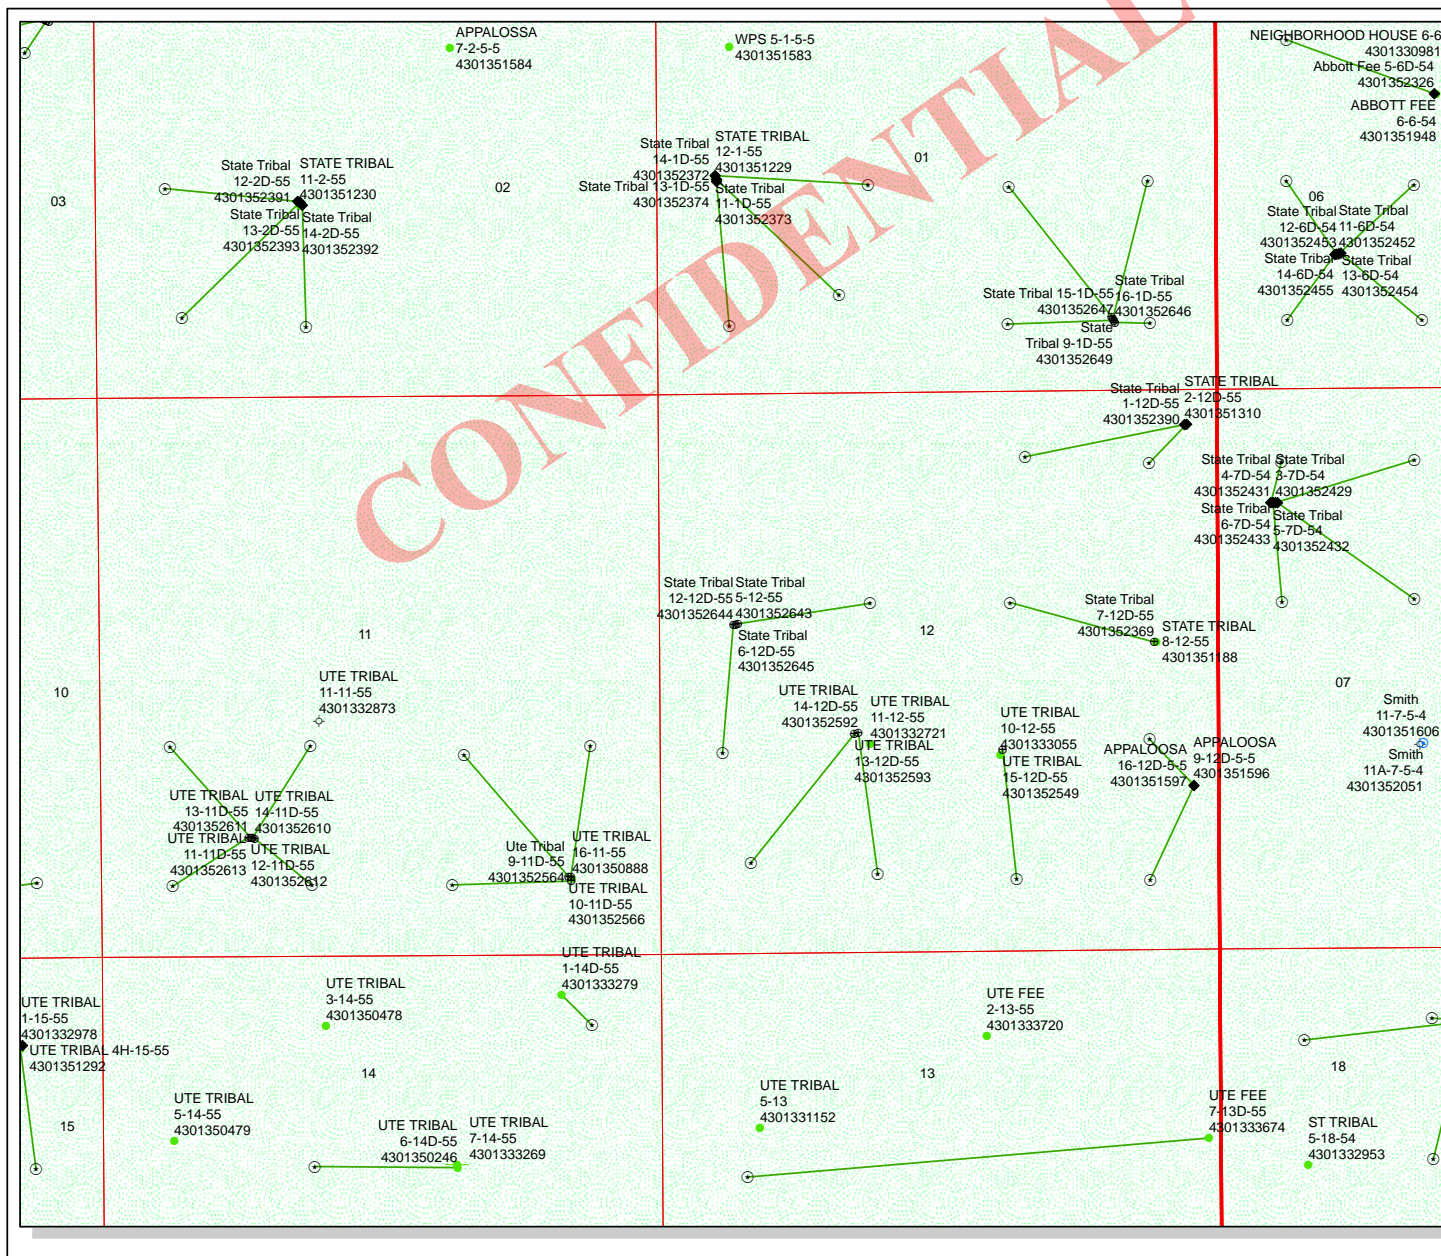 APPALOSSA
7-2-5-5
4301351584
WPS 5-1-5-5
4301351583
NEIGHBORHOOD HOUSE 6-6
4301330981
Abbott Fee 5-6D-54
4301352326
ABBOTT FEE
6-6-54
4301351948
CONFIDENTIAL
03
State Tribal
12-2D-55
4301352391
STATE TRIBAL
11-2-55
4301351230
State Tribal
13-2D-55
4301352393
State Tribal
14-2D-55
4301352392
02
State Tribal
14-1D-55
4301352372
STATE TRIBAL
12-1-55
4301351229
State Tribal 13-1D-55
4301352374
State Tribal
11-1D-55
4301352373
01
State Tribal 15-1D-55
4301352647
State Tribal
16-1D-55
4301352646
State
Tribal 9-1D-55
4301352649
06
State Tribal
12-6D-54
4301352453
State Tribal
11-6D-54
4301352452
State Tribal
14-6D-54
4301352455
State Tribal
13-6D-54
4301352454
State Tribal
1-12D-55
4301352390
STATE TRIBAL
2-12D-55
4301351310
State Tribal
4-7D-54
4301352431
State Tribal
3-7D-54
4301352429
State Tribal
6-7D-54
4301352433
State Tribal
5-7D-54
4301352432
State Tribal
12-12D-55
4301352644
State Tribal
5-12-55
4301352643
State Tribal
6-12D-55
4301352645
12
State Tribal
7-12D-55
4301352369
STATE TRIBAL
8-12-55
4301351188
11
10
UTE TRIBAL
11-11-55
4301332873
UTE TRIBAL
14-12D-55
4301352592
UTE TRIBAL
11-12-55
4301332721
UTE TRIBAL
13-12D-55
4301352593
UTE TRIBAL
10-12-55
4301333055
UTE TRIBAL
15-12D-55
4301352549
APPALOOSA
16-12D-5-5
4301351597
APPALOOSA
9-12D-5-5
4301351596
07
Smith
11-7-5-4
4301351606
Smith
11A-7-5-4
4301352051
UTE TRIBAL
13-11D-55
4301352611
UTE TRIBAL
14-11D-55
4301352610
UTE TRIBAL
11-11D-55
4301352613
UTE TRIBAL
12-11D-55
4301352612
Ute Tribal
9-11D-55
4301352564
UTE TRIBAL
16-11-55
4301350888
UTE TRIBAL
10-11D-55
4301352566
UTE TRIBAL
1-14D-55
4301333279
UTE TRIBAL
3-14-55
4301350478
UTE TRIBAL
1-15-55
4301332978
UTE TRIBAL 4H-15-55
4301351292
UTE FEE
2-13-55
4301333720
14
13
18
15
UTE TRIBAL
5-14-55
4301350479
UTE TRIBAL
6-14D-55
4301350246
UTE TRIBAL
7-14-55
4301333269
UTE TRIBAL
5-13
4301331152
UTE FEE
7-13D-55
4301333674
ST TRIBAL
5-18-54
4301332953